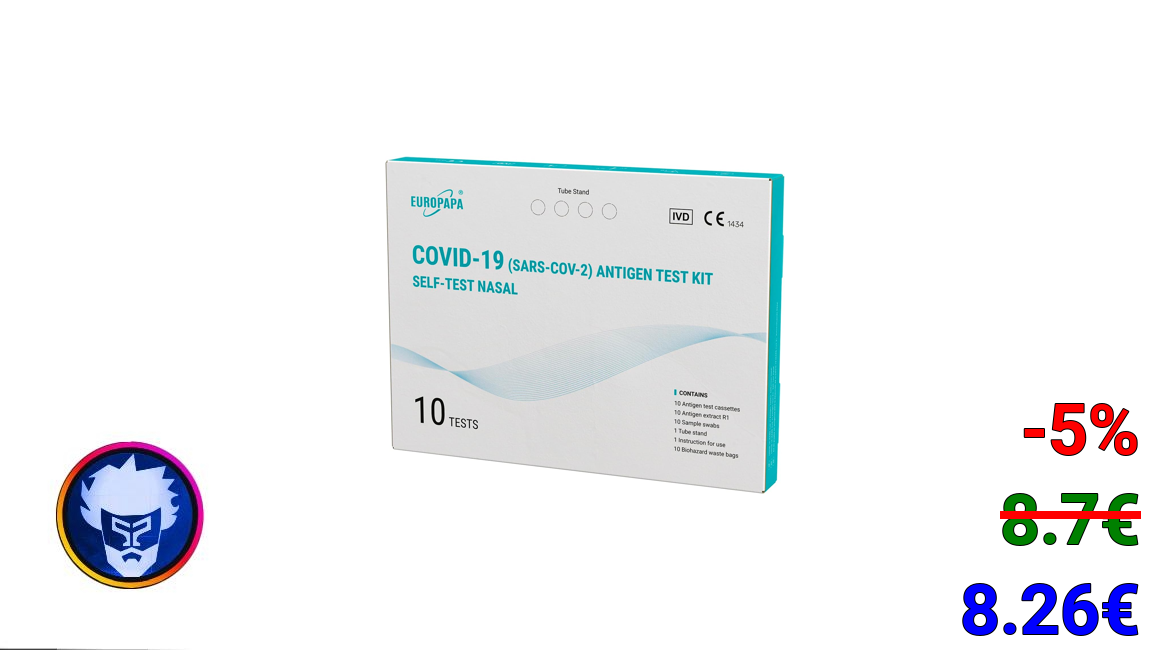 EUROPAPA®
Tube Stand
IVD CE 1434
COVID-19 (SARS-COV-2) ANTIGEN TEST KIT
SELF-TEST NASAL
10 TESTS
CONTAINS
10 Antigen test cassettes
10 Antigen extract R1
10 Sample swabs
1 Tube stand
1 Instruction for use
10 Biohazard waste bags
-5%
8.7€
8.26€